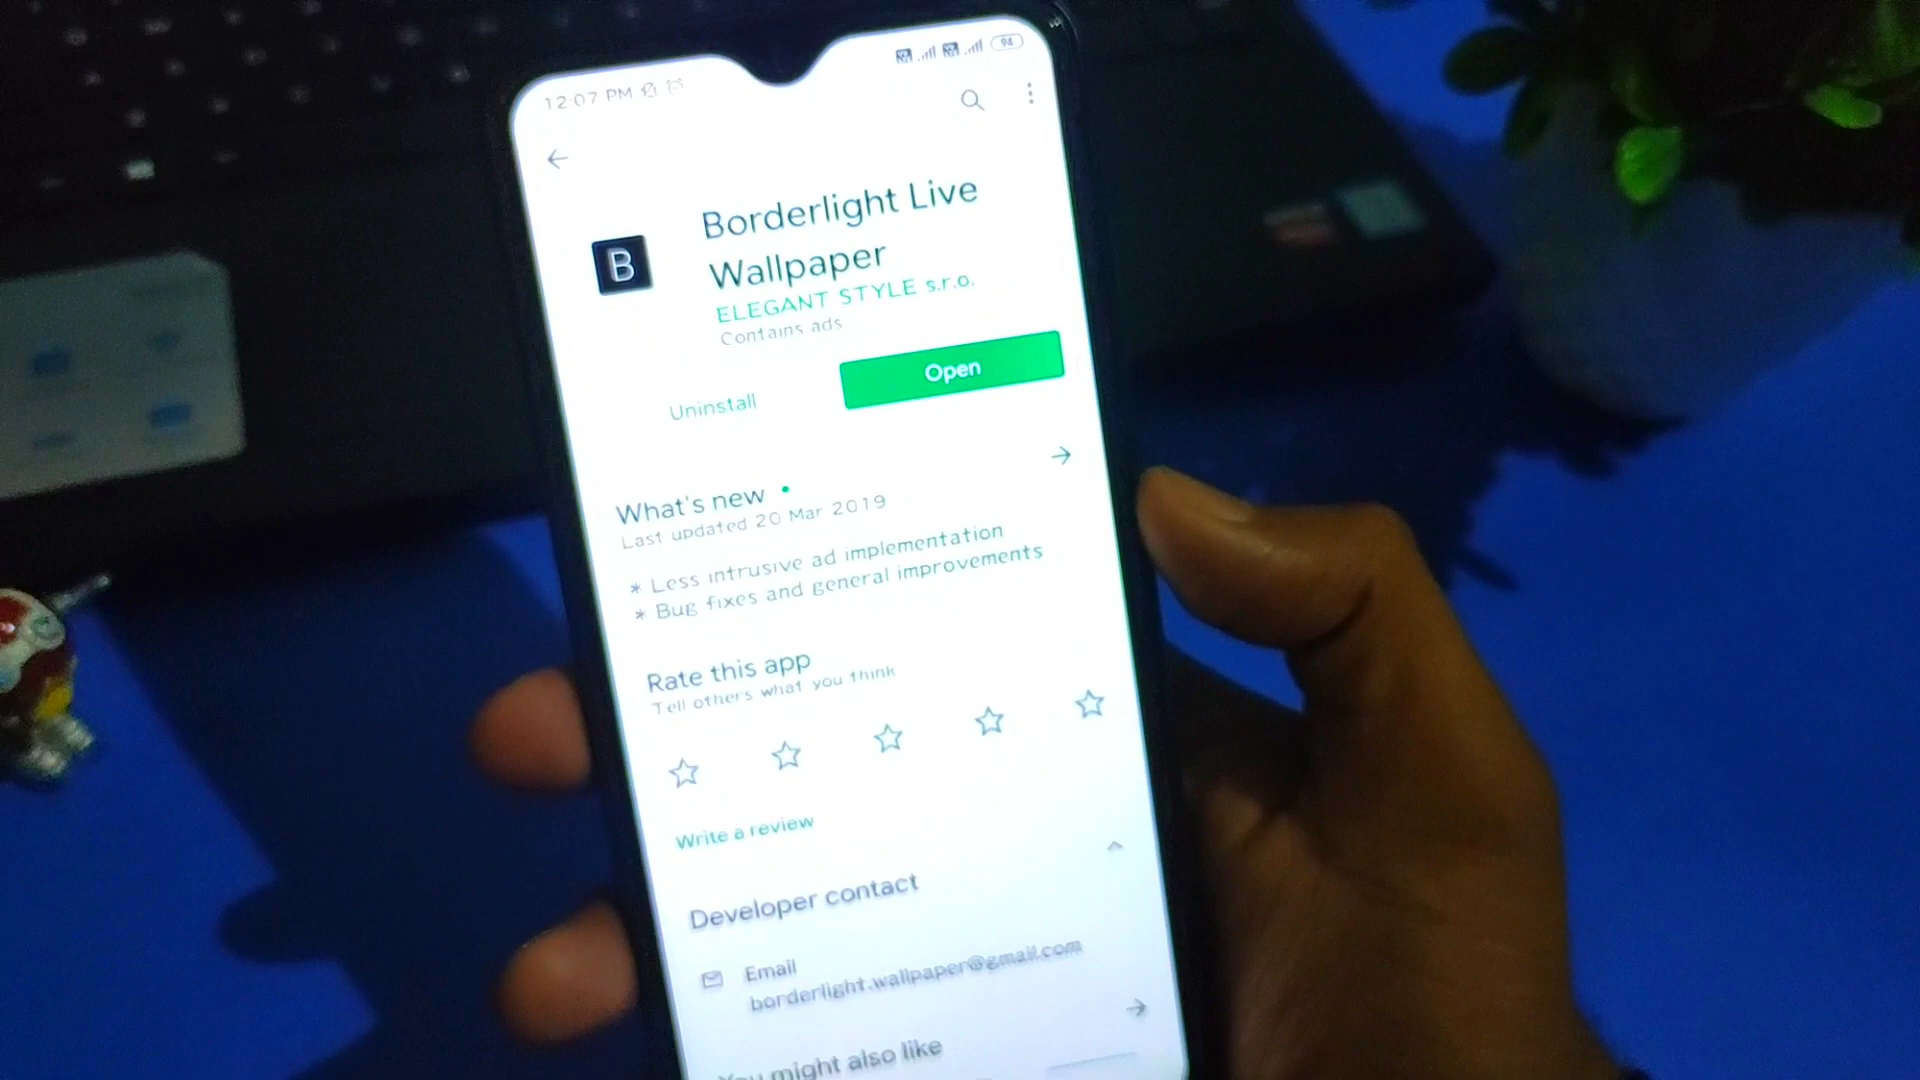 12:07 PM
94
Borderlight Live
Wallpaper
B
ELEGANT STYLE s.r.o.
Contains ads
Uninstall
Open
What's new
Last updated 20 Mar 2019
* Less intrusive ad implementation
* Bug fixes and general improvements
Rate this app
Tell others what you think
Write a review
Developer contact
Email
borderlight.wallpaper@gmail.com
You might also like